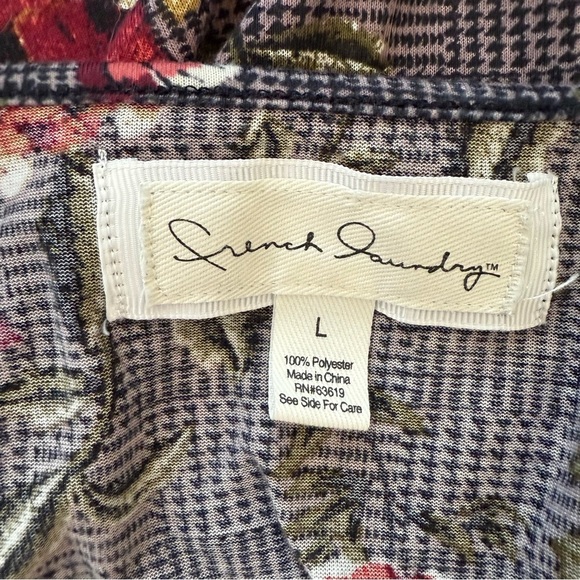 French Laundry™
L
100% Polyester
Made in China
RN#63619
See Side For Care